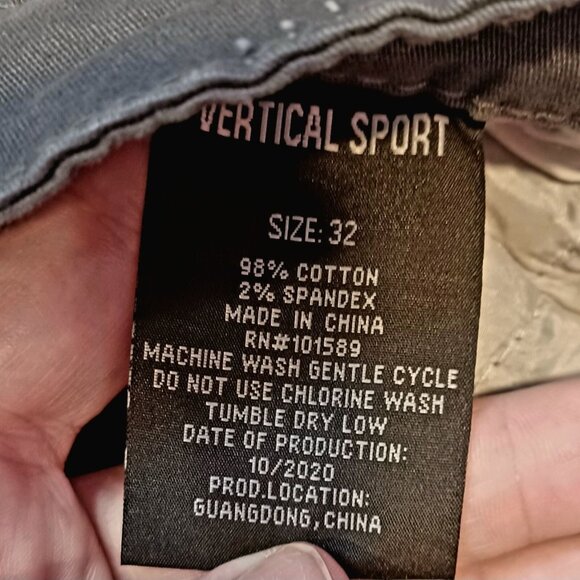 VERTICAL SPORT
SIZE: 32
98% COTTON
2% SPANDEX
MADE IN CHINA
RN#101589
MACHINE WASH GENTLE CYCLE
DO NOT USE CHLORINE WASH
TUMBLE DRY LOW
DATE OF PRODUCTION:
10/2020
PROD.LOCATION:
GUANGDONG,CHINA